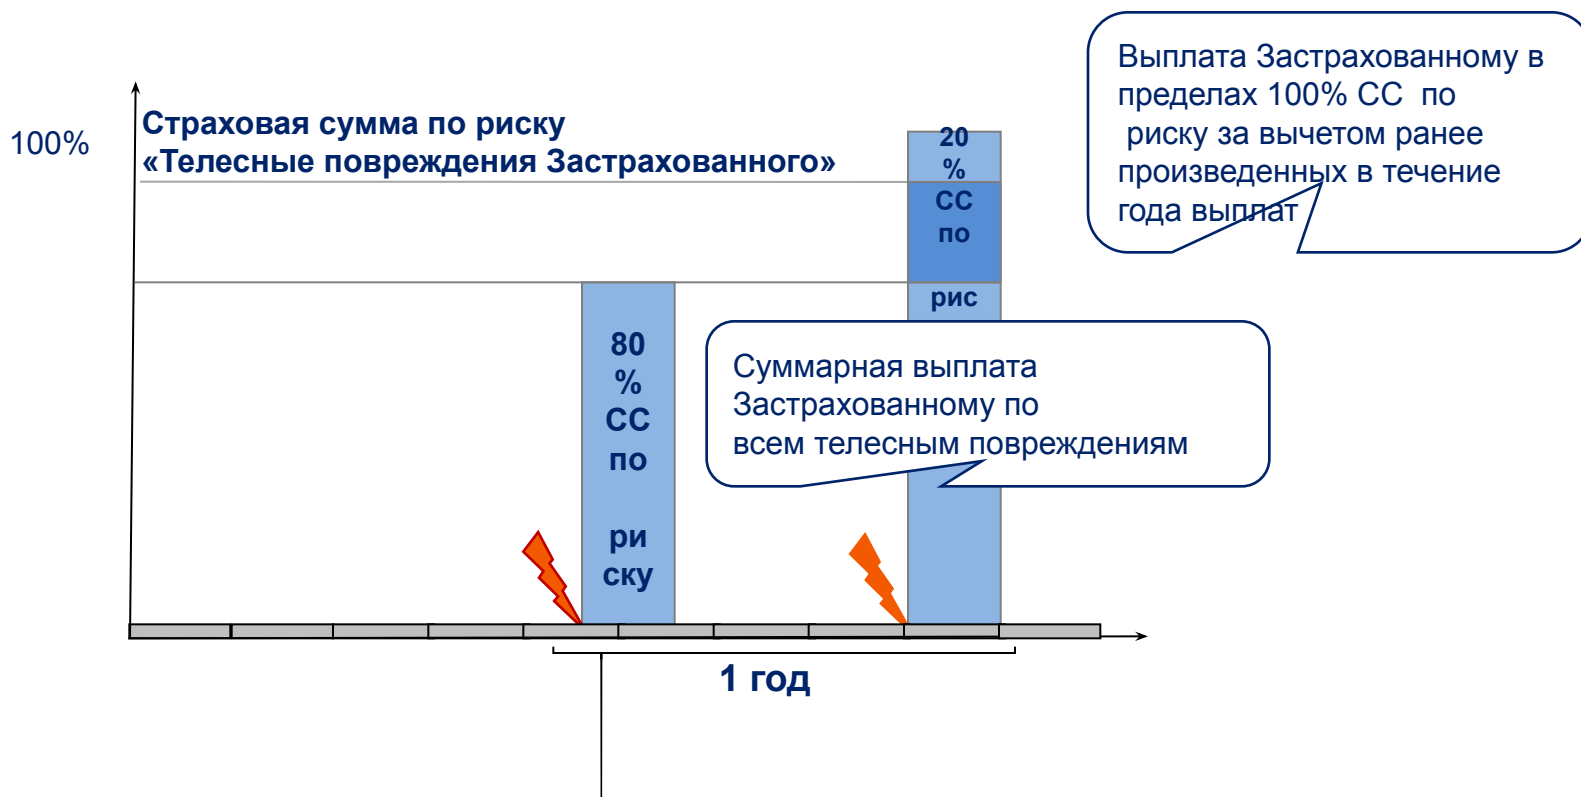 100%
Страховая сумма по риску
«Телесные повреждения Застрахованного»
80
%
СС
по
ри
ску
20
%
СС
по
рис
Выплата Застрахованному в
пределах 100% СС по
риску за вычетом ранее
произведенных в течение
года выплат
Суммарная выплата
Застрахованному по
всем телесным повреждениям
1 год